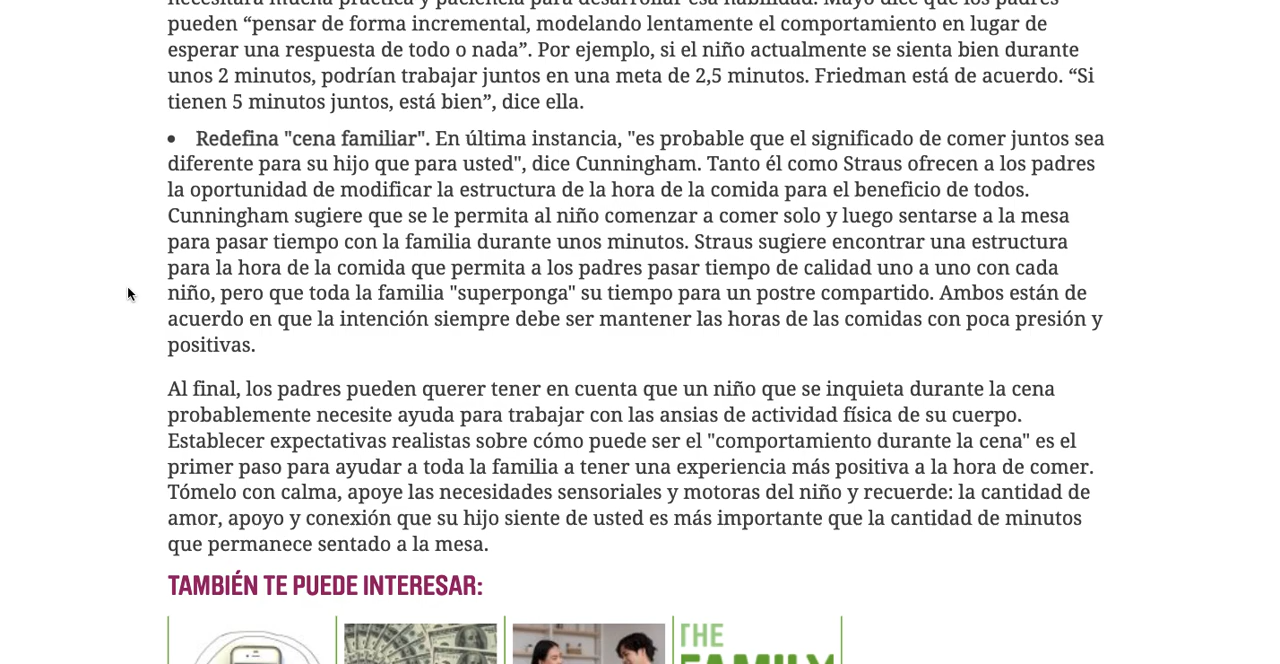 necesitará mucha práctica y paciencia para desarrollar esa habilidad. Mayo dice que los padres
pueden “pensar de forma incremental, modelando lentamente el comportamiento en lugar de
esperar una respuesta de todo o nada”. Por ejemplo, si el niño actualmente se sienta bien durante
unos 2 minutos, podrían trabajar juntos en una meta de 2,5 minutos. Friedman está de acuerdo. “Si
tienen 5 minutos juntos, está bien”, dice ella.
• Redefina "cena familiar". En última instancia, "es probable que el significado de comer juntos sea
diferente para su hijo que para usted", dice Cunningham. Tanto él como Straus ofrecen a los padres
la oportunidad de modificar la estructura de la hora de la comida para el beneficio de todos.
Cunningham sugiere que se le permita al niño comenzar a comer solo y luego sentarse a la mesa
para pasar tiempo con la familia durante unos minutos. Straus sugiere encontrar una estructura
para la hora de la comida que permita a los padres pasar tiempo de calidad uno a uno con cada
niño, pero que toda la familia "superponga" su tiempo para un postre compartido. Ambos están de
acuerdo en que la intención siempre debe ser mantener las horas de las comidas con poca presión y
positivas.
Al final, los padres pueden querer tener en cuenta que un niño que se inquieta durante la cena
probablemente necesite ayuda para trabajar con las ansias de actividad física de su cuerpo.
Establecer expectativas realistas sobre cómo puede ser el "comportamiento durante la cena" es el
primer paso para ayudar a toda la familia a tener una experiencia más positiva a la hora de comer.
Tómelo con calma, apoye las necesidades sensoriales y motoras del niño y recuerde: la cantidad de
amor, apoyo y conexión que su hijo siente de usted es más importante que la cantidad de minutos
que permanece sentado a la mesa.
TAMBIÉN TE PUEDE INTERESAR:
THE
FAMILY